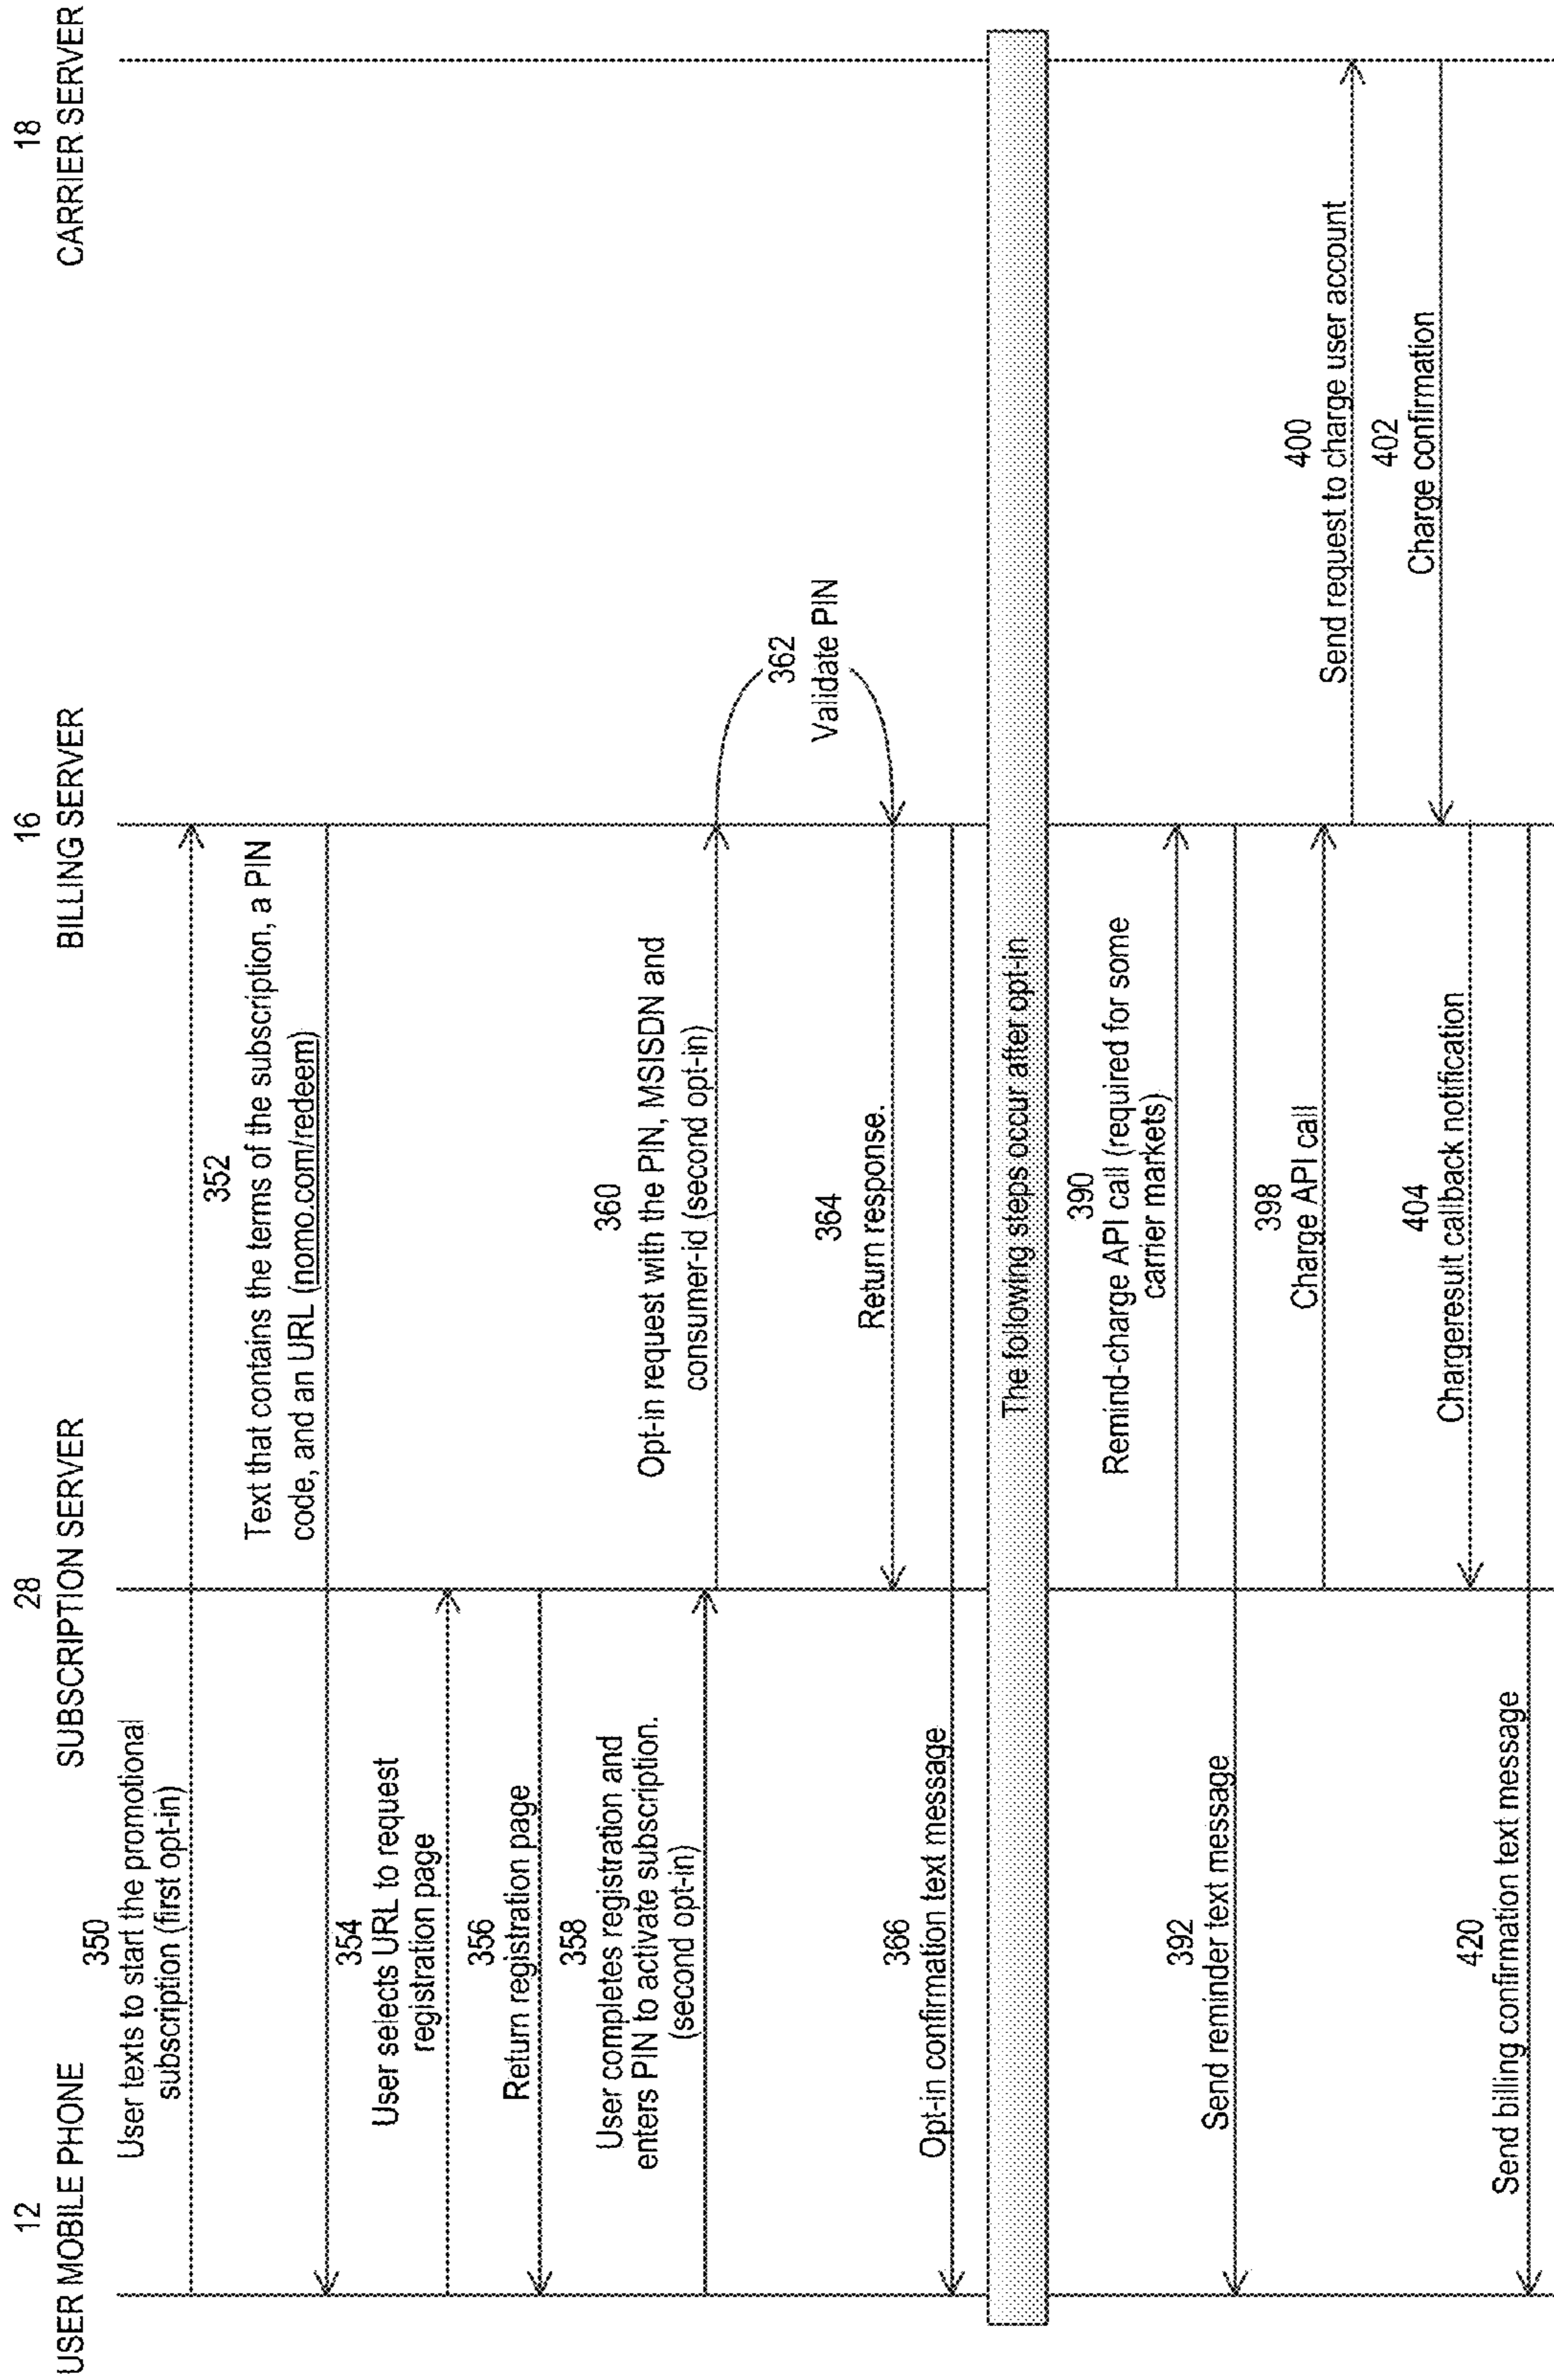 12
USER MOBILE PHONE
28
SUBSCRIPTION SERVER
16
BILLING SERVER
18
CARRIER SERVER
350
User texts to start the promotional
subscription (first opt-in)
352
Text that contains the terms of the subscription, a PIN
code, and an URL (nomo.com/redeem)
354
User selects URL to request
registration page
356
Return registration page
358
User completes registration and
enters PIN to activate subscription.
(second opt-in)
360
Opt-in request with the PIN, MSISDN and
consumer-id (second opt-in)
362
Validate PIN
364
Return response.
366
Opt-in confirmation text message
The following steps occur after opt-in
390
Remind-charge API call (required for some
carrier markets)
392
Send reminder text message
398
Charge API call
400
Send request to charge user account
402
Charge confirmation
404
Chargeresult callback notification
420
Send billing confirmation text message